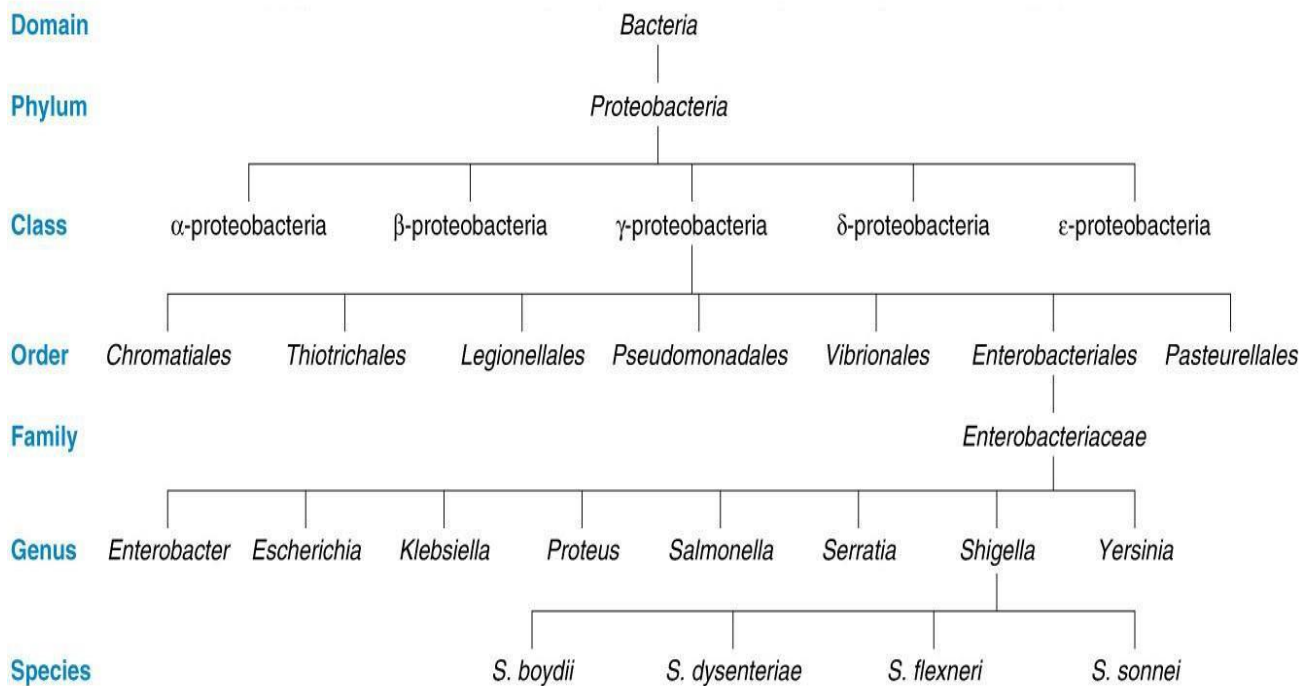 Domain Bacteria
Phylum Proteobacteria
Class α-proteobacteria β-proteobacteria γ-proteobacteria δ-proteobacteria ε-proteobacteria
Order Chromatiales Thiotrichales Legionellales Pseudomonadales Vibrionales Enterobacteriales Pasteurellales
Family Enterobacteriaceae
Genus Enterobacter Escherichia Klebsiella Proteus Salmonella Serratia Shigella Yersinia
Species S. boydii S. dysenteriae S. flexneri S. sonnei